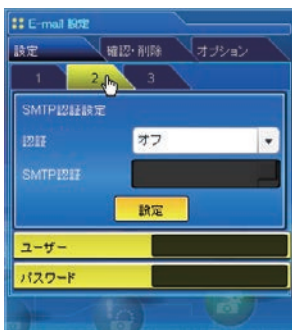 E-mail 設定
設定 確認・削除 オプション
1 2 3
SMTP認証設定
認証 オフ
SMTP認証
設定
ユーザー
パスワード